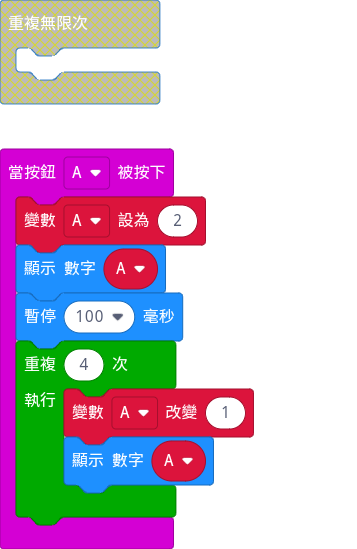 重複無限次
當按鈕 A 被按下
變數 A 設為 2
顯示 數字 A
暫停 100 毫秒
重複 4 次
執行
變數 A 改變 1
顯示 數字 A